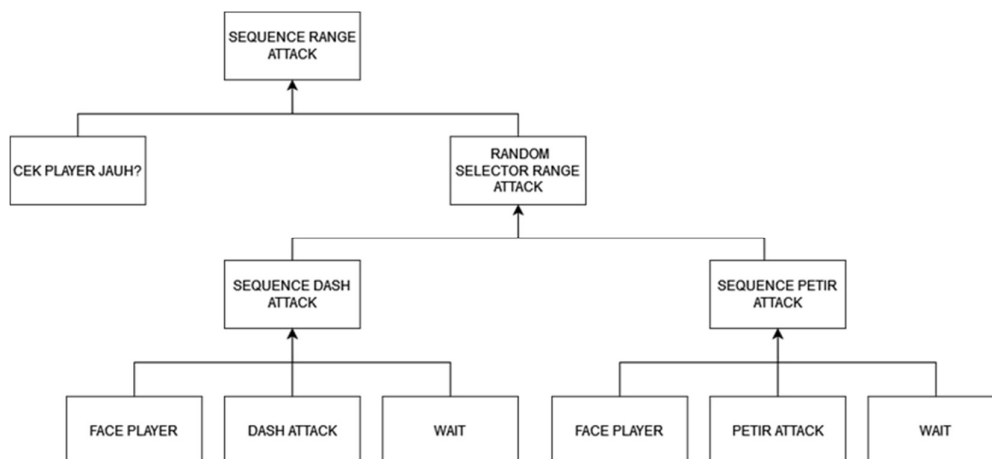 SEQUENCE RANGE
ATTACK
CEK PLAYER JAUH?
RANDOM
SELECTOR RANGE
ATTACK
SEQUENCE DASH
ATTACK
SEQUENCE PETIR
ATTACK
FACE PLAYER
DASH ATTACK
WAIT
FACE PLAYER
PETIR ATTACK
WAIT